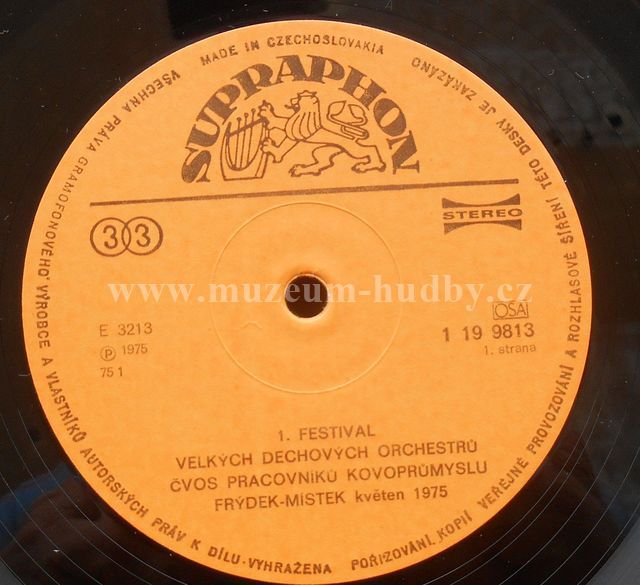 MADE IN CZECHOSLOVAKIA
SUPRAPHON
33
STEREO
www.muzeum-hudby.cz
E 3213
OSA
℗ 1975
1 19 9813
75 1
1. strana
1. FESTIVAL
VELKÝCH DECHOVÝCH ORCHESTRŮ
ČVOS PRACOVNÍKŮ KOVOPRŮMYSLU
FRÝDEK-MÍSTEK květen 1975
VŠECHNA PRÁVA GRAMOFONOVÉHO VÝROBCE A VLASTNÍKŮ AUTORSKÝCH PRÁV K DÍLU VYHRAŽENA
POŘIZOVÁNÍ KOPIÍ VEŘEJNÉ PROVOZOVÁNÍ A ROZHLASOVÉ ŠÍŘENÍ TÉTO DESKY JE ZAKÁZÁNO